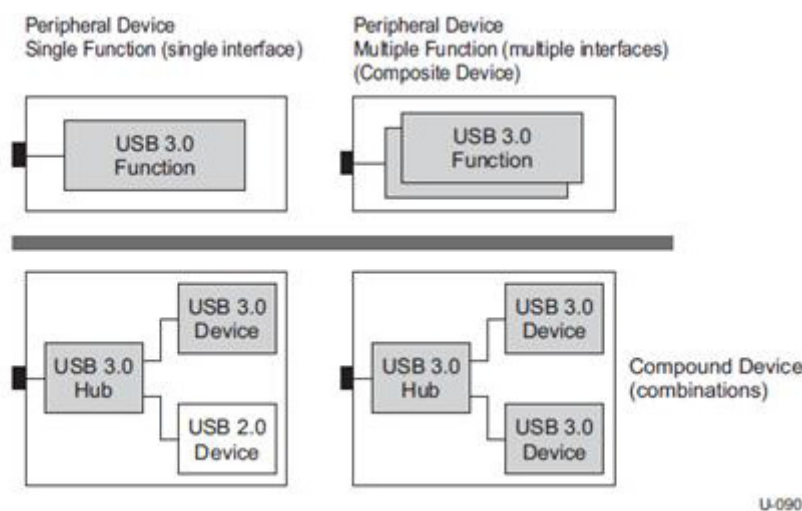 Peripheral Device
Single Function (single interface)
Peripheral Device
Multiple Function (multiple interfaces)
(Composite Device)
USB 3.0
Function
USB 3.0
Function
USB 3.0
Hub
USB 3.0
Device
USB 2.0
Device
USB 3.0
Hub
USB 3.0
Device
USB 3.0
Device
Compound Device
(combinations)
U-090